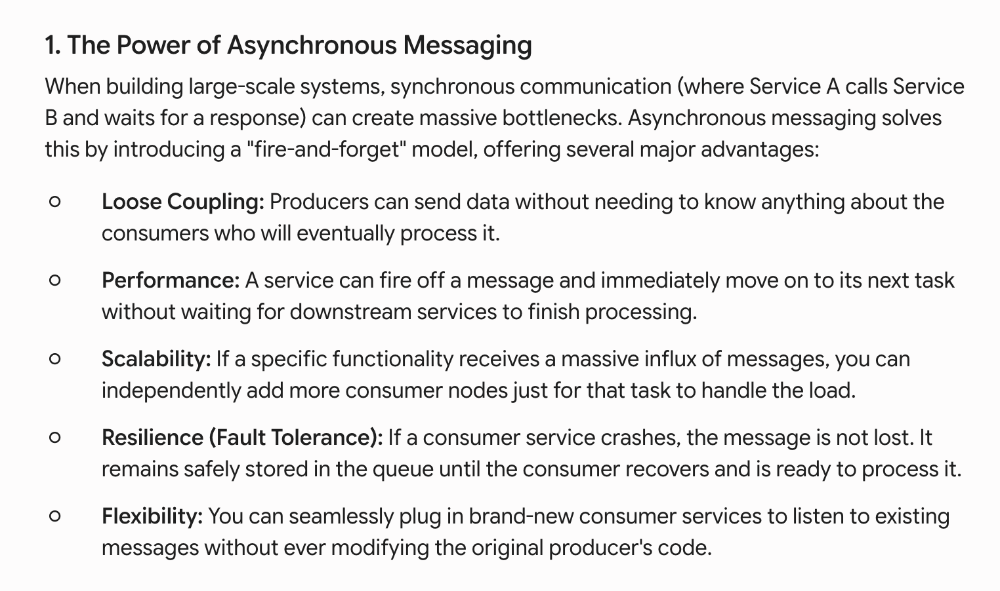 1. The Power of Asynchronous Messaging
When building large-scale systems, synchronous communication (where Service A calls Service
B and waits for a response) can create massive bottlenecks. Asynchronous messaging solves
this by introducing a "fire-and-forget" model, offering several major advantages:
Loose Coupling: Producers can send data without needing to know anything about the
consumers who will eventually process it.
Performance: A service can fire off a message and immediately move on to its next task
without waiting for downstream services to finish processing.
Scalability: If a specific functionality receives a massive influx of messages, you can
independently add more consumer nodes just for that task to handle the load.
Resilience (Fault Tolerance): If a consumer service crashes, the message is not lost. It
remains safely stored in the queue until the consumer recovers and is ready to process it.
Flexibility: You can seamlessly plug in brand-new consumer services to listen to existing
messages without ever modifying the original producer's code.